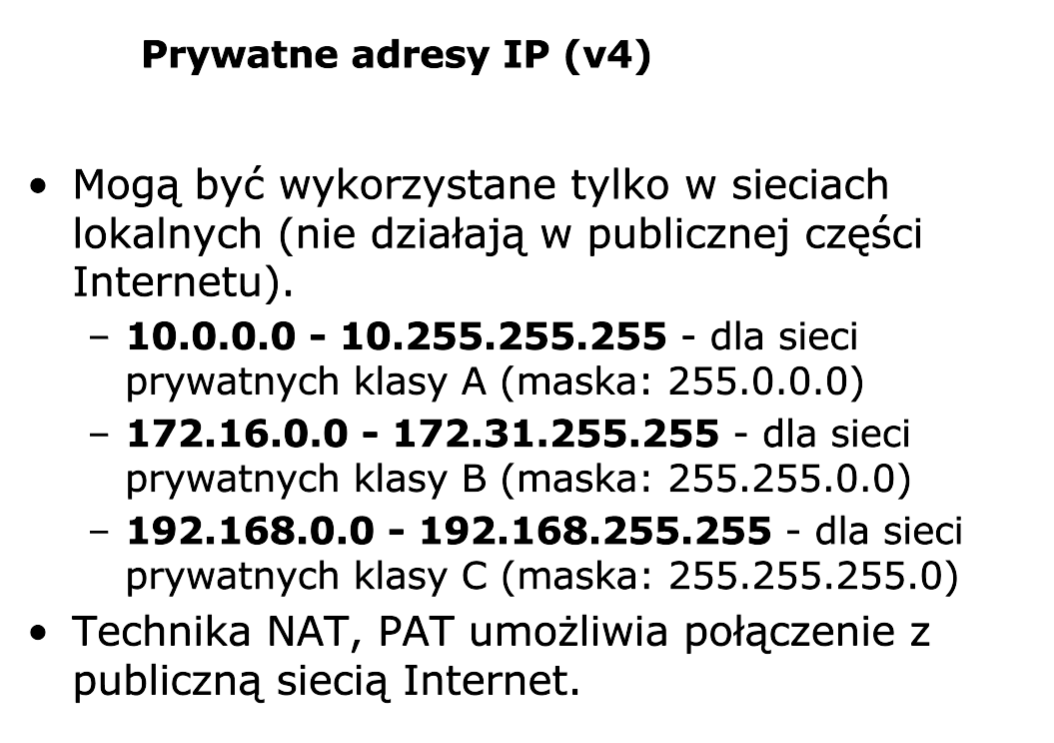 Prywatne adresy IP (v4)
• Mogą być wykorzystane tylko w sieciach
lokalnych (nie działają w publicznej części
Internetu).
– 10.0.0.0 - 10.255.255.255 - dla sieci
prywatnych klasy A (maska: 255.0.0.0)
– 172.16.0.0 - 172.31.255.255 - dla sieci
prywatnych klasy B (maska: 255.255.0.0)
– 192.168.0.0 - 192.168.255.255 - dla sieci
prywatnych klasy C (maska: 255.255.255.0)
• Technika NAT, PAT umożliwia połączenie z
publiczną siecią Internet.